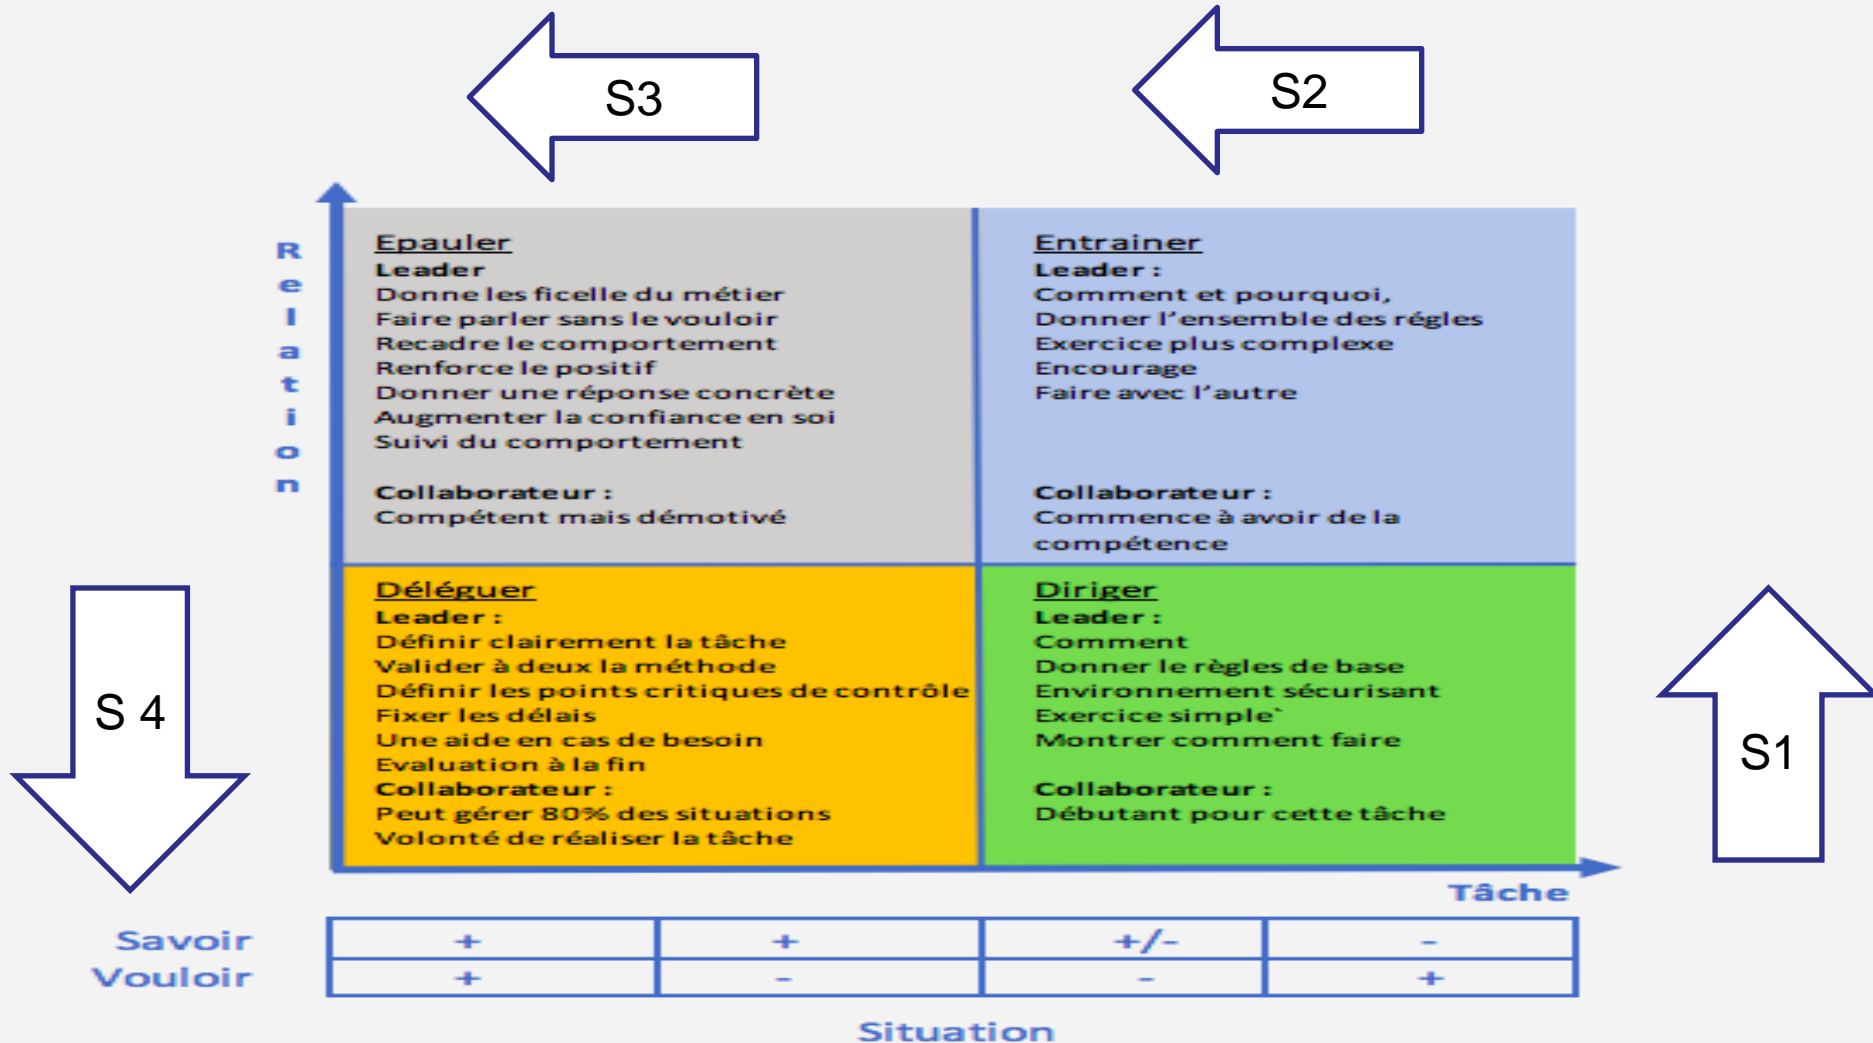 S3
S2
Relation
Epauler
Leader
Donne les ficelle du métier
Faire parler sans le vouloir
Recadre le comportement
Renforce le positif
Donner une réponse concrète
Augmenter la confiance en soi
Suivi du comportement
Collaborateur :
Compétent mais démotivé
Entrainer
Leader :
Comment et pourquoi,
Donner l'ensemble des régles
Exercice plus complexe
Encourage
Faire avec l'autre
Collaborateur :
Commence à avoir de la
compétence
S 4
Déléguer
Leader :
Définir clairement la tâche
Valider à deux la méthode
Définir les points critiques de contrôle
Fixer les délais
Une aide en cas de besoin
Evaluation à la fin
Collaborateur :
Peut gérer 80% des situations
Volonté de réaliser la tâche
Diriger
Leader :
Comment
Donner le règles de base
Environnement sécurisant
Exercice simple`
Montrer comment faire
Collaborateur :
Débutant pour cette tâche
S1
Tâche
Savoir + + +/- -
Vouloir + - - +
Situation